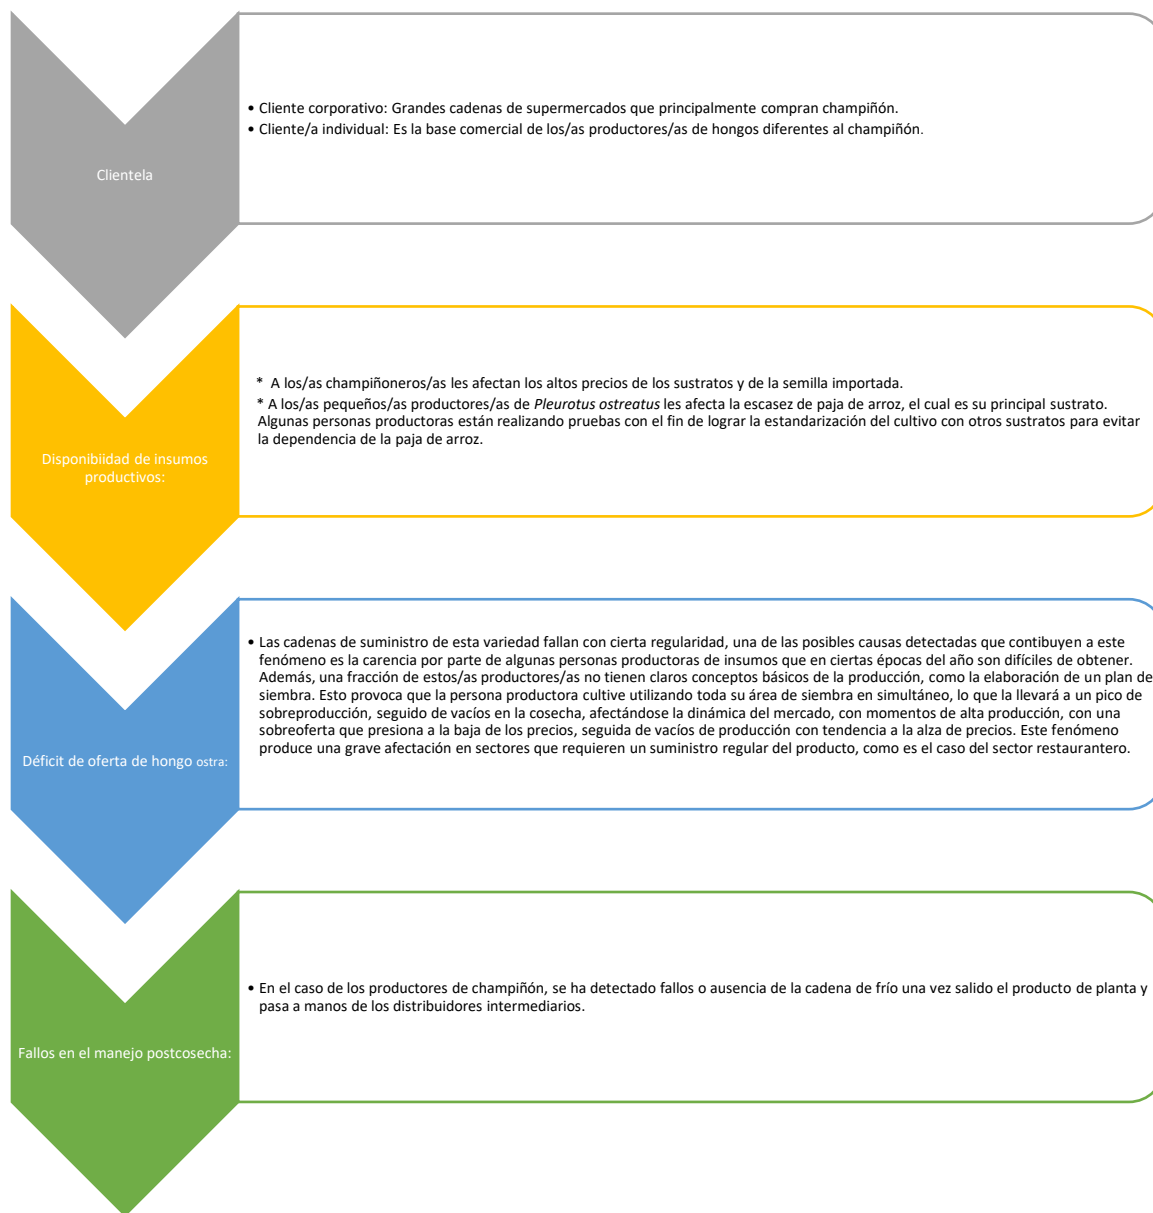 Clientela
• Cliente corporativo: Grandes cadenas de supermercados que principalmente compran champiñón.
• Cliente/a individual: Es la base comercial de los/as productores/as de hongos diferentes al champiñón.
Disponibiidad de insumos
productivos:
* A los/as champiñoneros/as les afectan los altos precios de los sustratos y de la semilla importada.
* A los/as pequeños/as productores/as de Pleurotus ostreatus les afecta la escasez de paja de arroz, el cual es su principal sustrato.
Algunas personas productoras están realizando pruebas con el fin de lograr la estandarización del cultivo con otros sustratos para evitar
la dependencia de la paja de arroz.
Déficit de oferta de hongo ostra:
• Las cadenas de suministro de esta variedad fallan con cierta regularidad, una de las posibles causas detectadas que contibuyen a este
fenómeno es la carencia por parte de algunas personas productoras de insumos que en ciertas épocas del año son difíciles de obtener.
Además, una fracción de estos/as productores/as no tienen claros conceptos básicos de la producción, como la elaboración de un plan de
siembra. Esto provoca que la persona productora cultive utilizando toda su área de siembra en simultáneo, lo que la llevará a un pico de
sobreproducción, seguido de vacíos en la cosecha, afectándose la dinámica del mercado, con momentos de alta producción, con una
sobreoferta que presiona a la baja de los precios, seguida de vacíos de producción con tendencia a la alza de precios. Este fenómeno
produce una grave afectación en sectores que requieren un suministro regular del producto, como es el caso del sector restaurantero.
Fallos en el manejo postcosecha:
• En el caso de los productores de champiñón, se ha detectado fallos o ausencia de la cadena de frío una vez salido el producto de planta y
pasa a manos de los distribuidores intermediarios.